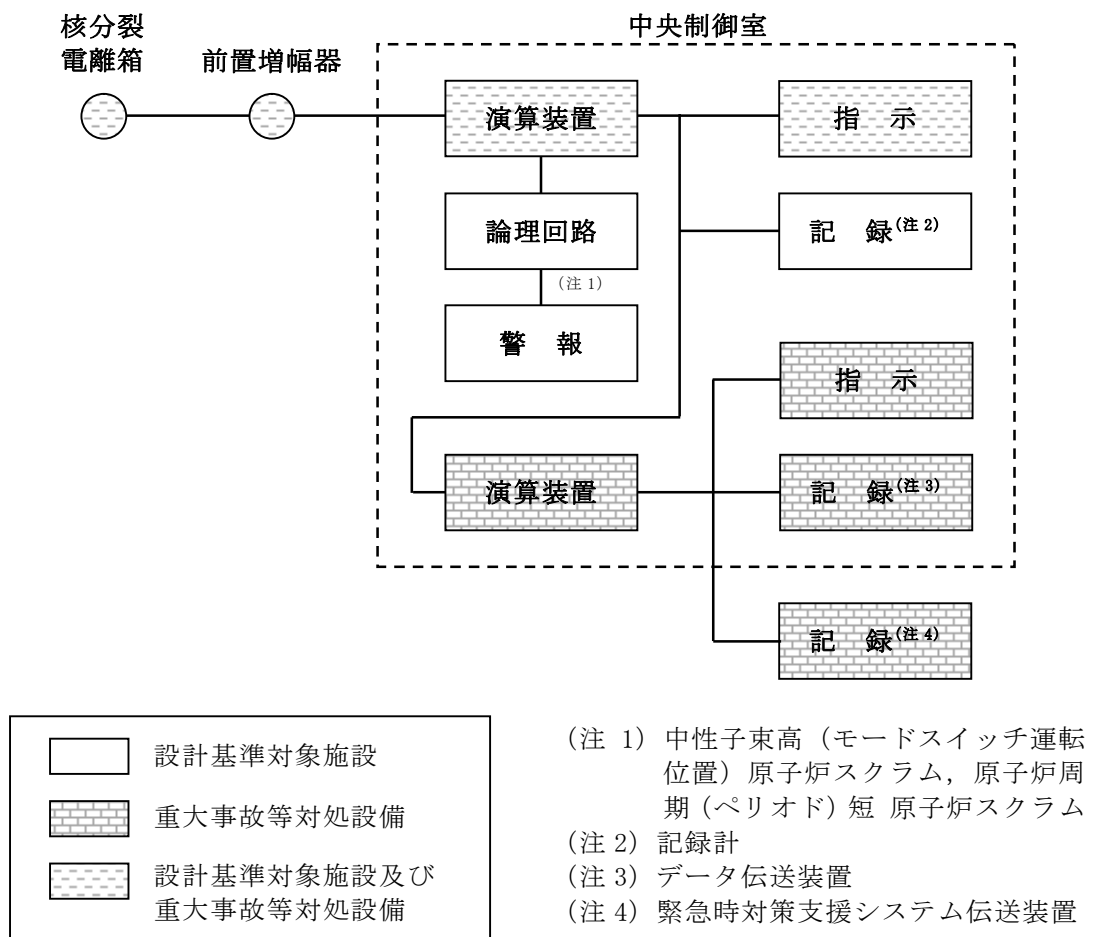 核分裂
電離箱
前置増幅器
中央制御室
演算装置
指 示
論理回路
記 録(注2)
(注1)
警 報
指 示
演算装置
記 録(注3)
記 録(注4)
設計基準対象施設
重大事故等対処設備
設計基準対象施設及び
重大事故等対処設備
(注 1) 中性子束高(モードスイッチ運転
位置)原子炉スクラム,原子炉周
期(ペリオド)短 原子炉スクラム
(注 2) 記録計
(注 3) データ伝送装置
(注 4) 緊急時対策支援システム伝送装置